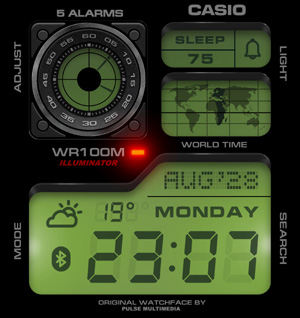 5 ALARMS
CASIO
ADJUST
60 05 10 15 20 25 30 35 40 45 50 55
SLEEP
75
LIGHT
WORLD TIME
WR100M
ILLUMINATOR
AUG'29
19°
MONDAY
MODE
23:07
SEARCH
ORIGINAL WATCHFACE BY
PULSE MULTIMEDIA